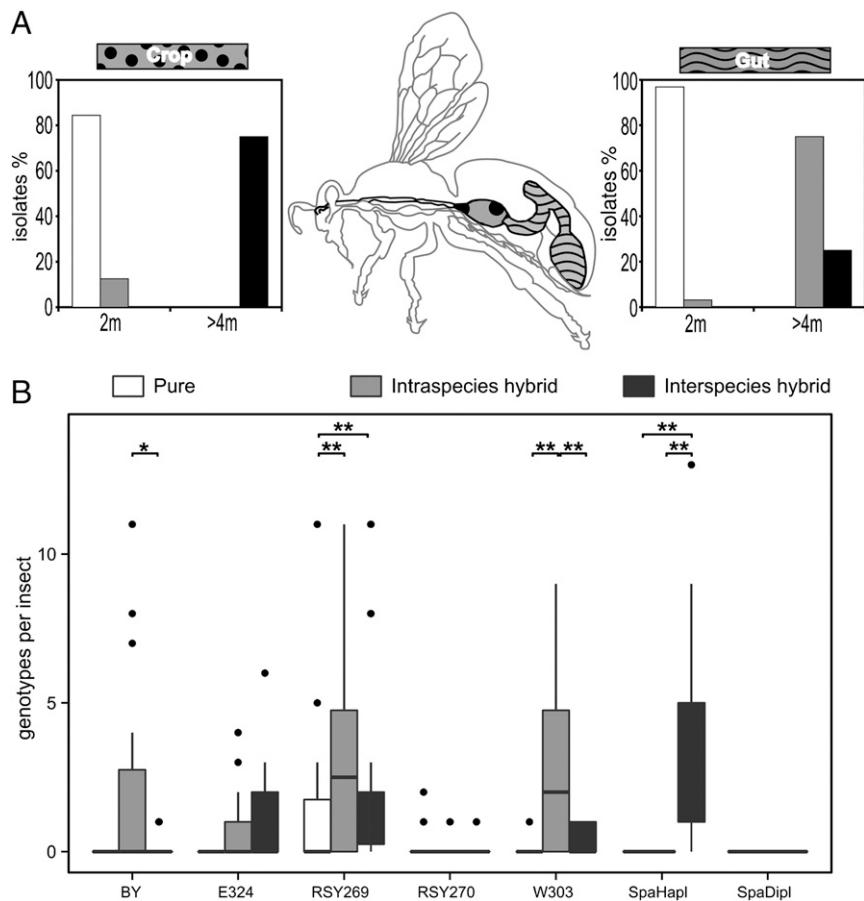 A
Crop
100
80
60
40
20
0
isolates %
2m >4m
Gut
100
80
60
40
20
0
isolates %
2m >4m
Pure Intraspecies hybrid Interspecies hybrid
B
genotypes per insect
10
5
0
* ** ** ** ** ** **
BY E324 RSY269 RSY270 W303 SpaHapl SpaDipl